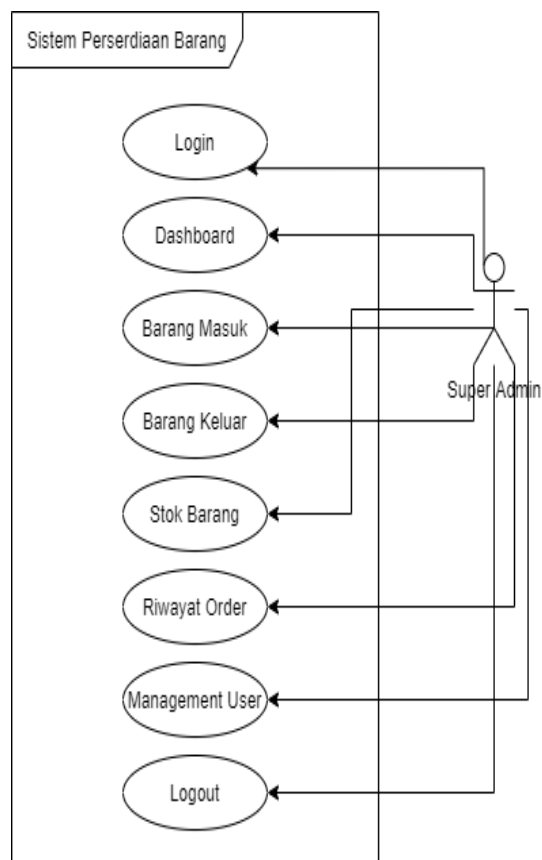 Sistem Perserdiaan Barang
Login
Dashboard
Barang Masuk
Super Admin
Barang Keluar
Stok Barang
Riwayat Order
Management User
Logout